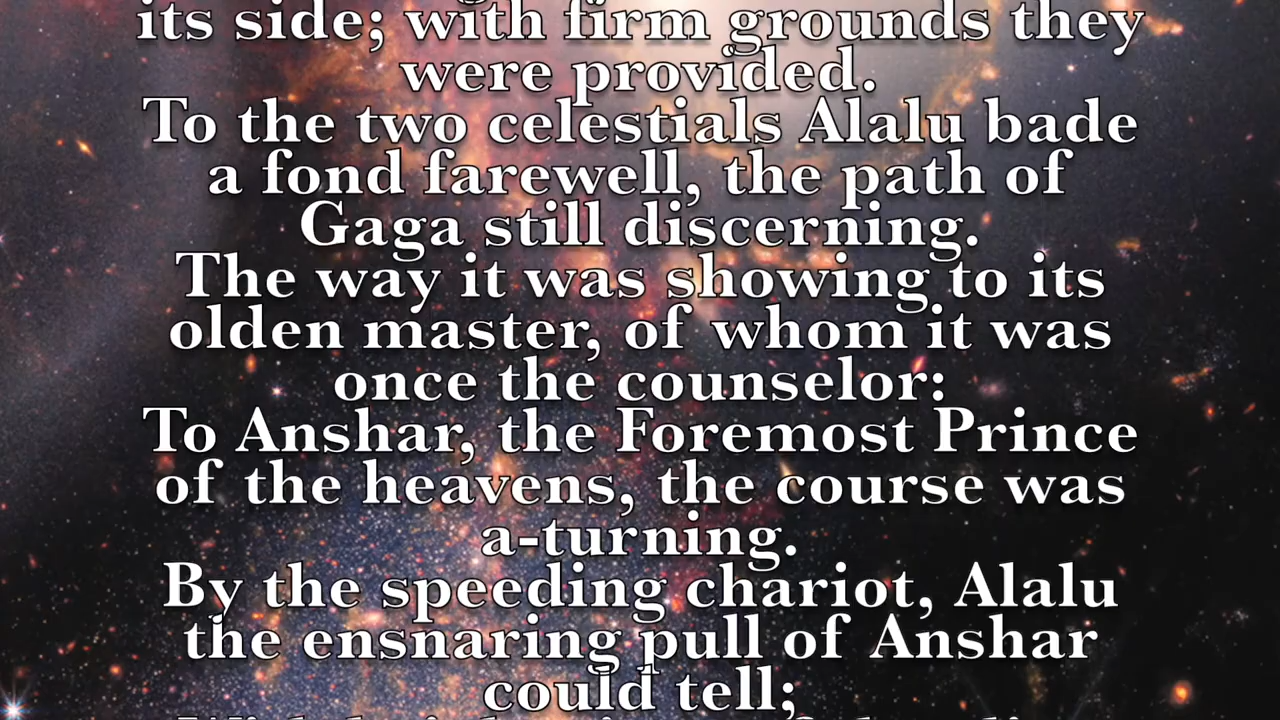 its side; with firm grounds they
were provided.
To the two celestials Alalu bade
a fond farewell, the path of
Gaga still discerning.
The way it was showing to its
olden master, of whom it was
once the counselor:
To Anshar, the Foremost Prince
of the heavens, the course was
a-turning.
By the speeding chariot, Alalu
the ensnaring pull of Anshar
could tell;